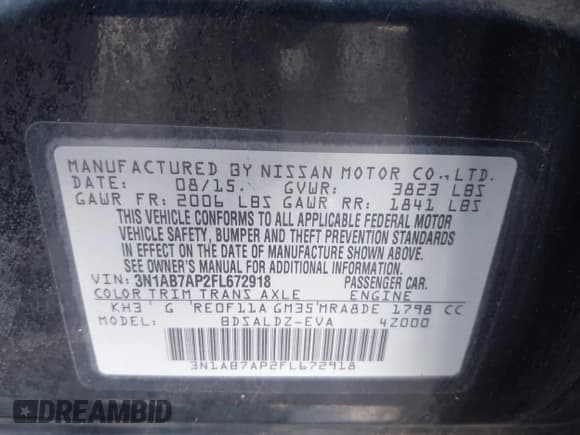 MANUFACTURED BY NISSAN MOTOR CO., LTD.
DATE: 08/15. GVWR: 3823 LBS
GAWR FR: 2006 LBS GAWR RR: 1841 LBS
THIS VEHICLE CONFORMS TO ALL APPLICABLE FEDERAL MOTOR
VEHICLE SAFETY, BUMPER AND THEFT PREVENTION STANDARDS
IN EFFECT ON THE DATE OF MANUFACTURE SHOWN ABOVE.
SEE OWNER'S MANUAL FOR ADDITIONAL INFORMATION.
VIN: 3N1AB7AP2FL672918 PASSENGER CAR.
COLOR TRIM TRANS AXLE ENGINE
KH3 G RE0F11A GM35 MRA8DE 1798 CC
MODEL: BDSALDZ-EVA 4Z000
3N1AB7AP2FL672918
DREAMBID